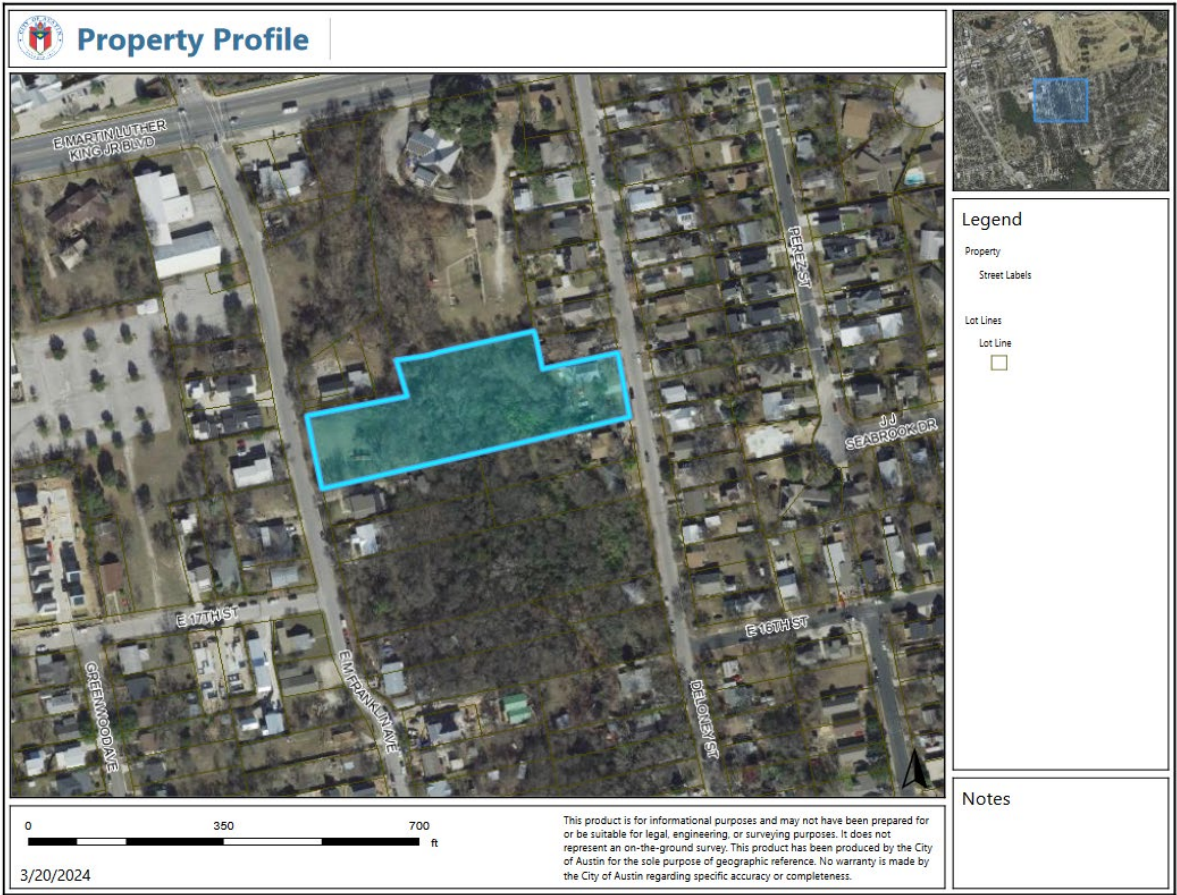 CITY OF AUSTIN
Property Profile
E MARTIN LUTHER
KING JR BLVD
PEREZ ST
J J
SEABROOK DR
E 17TH ST
E 16TH ST
GREENWOOD AVE
E M FRANKLIN AVE
DELONEY ST
Legend
Property
Street Labels
Lot Lines
Lot Line
Notes
0 350 700
ft
3/20/2024
This product is for informational purposes and may not have been prepared for
or be suitable for legal, engineering, or surveying purposes. It does not
represent an on-the-ground survey. This product has been produced by the City
of Austin for the sole purpose of geographic reference. No warranty is made by
the City of Austin regarding specific accuracy or completeness.